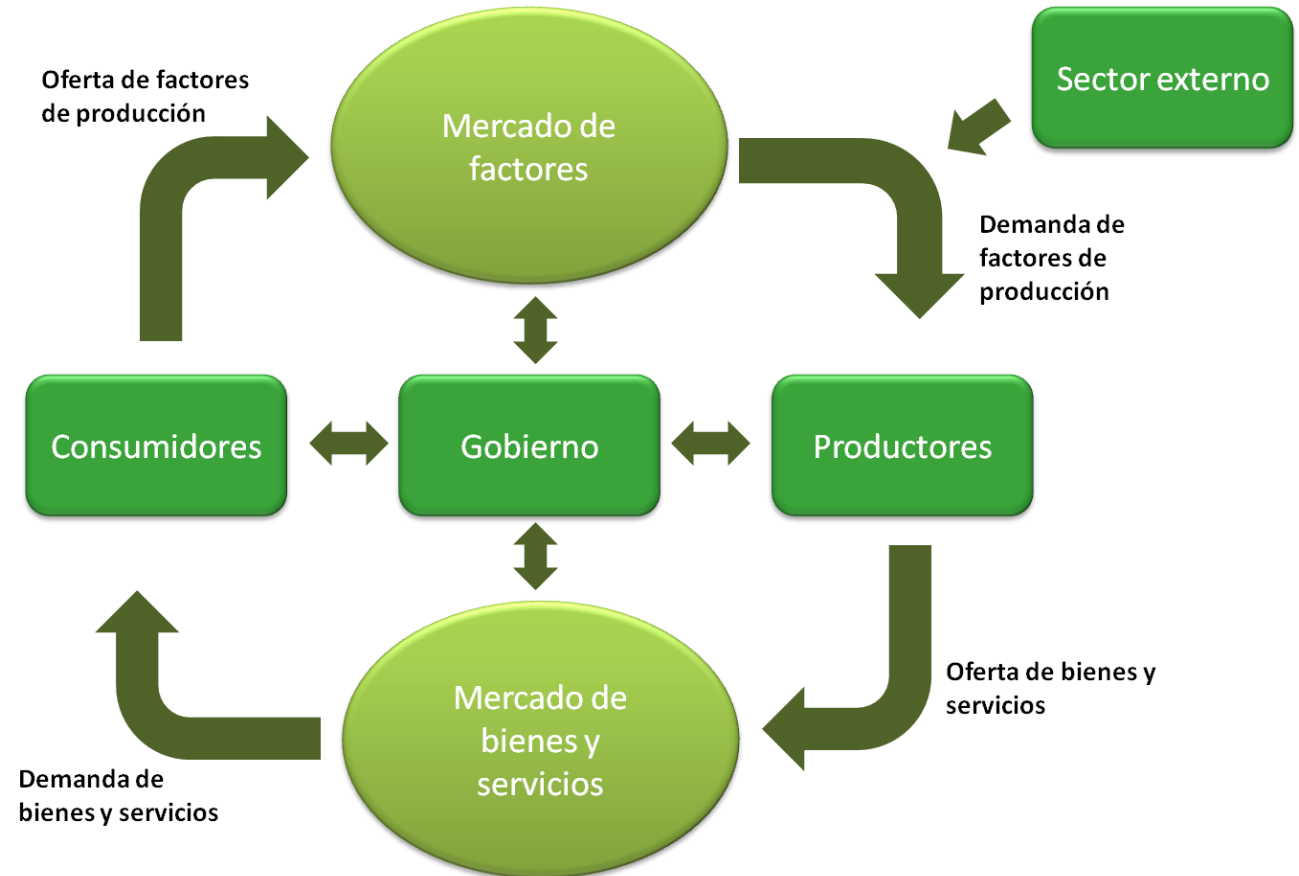 Oferta de factores
de producción
Mercado de
factores
Sector externo
Demanda de
factores de
producción
Consumidores
Gobierno
Productores
Oferta de bienes y
servicios
Mercado de
bienes y
servicios
Demanda de
bienes y servicios